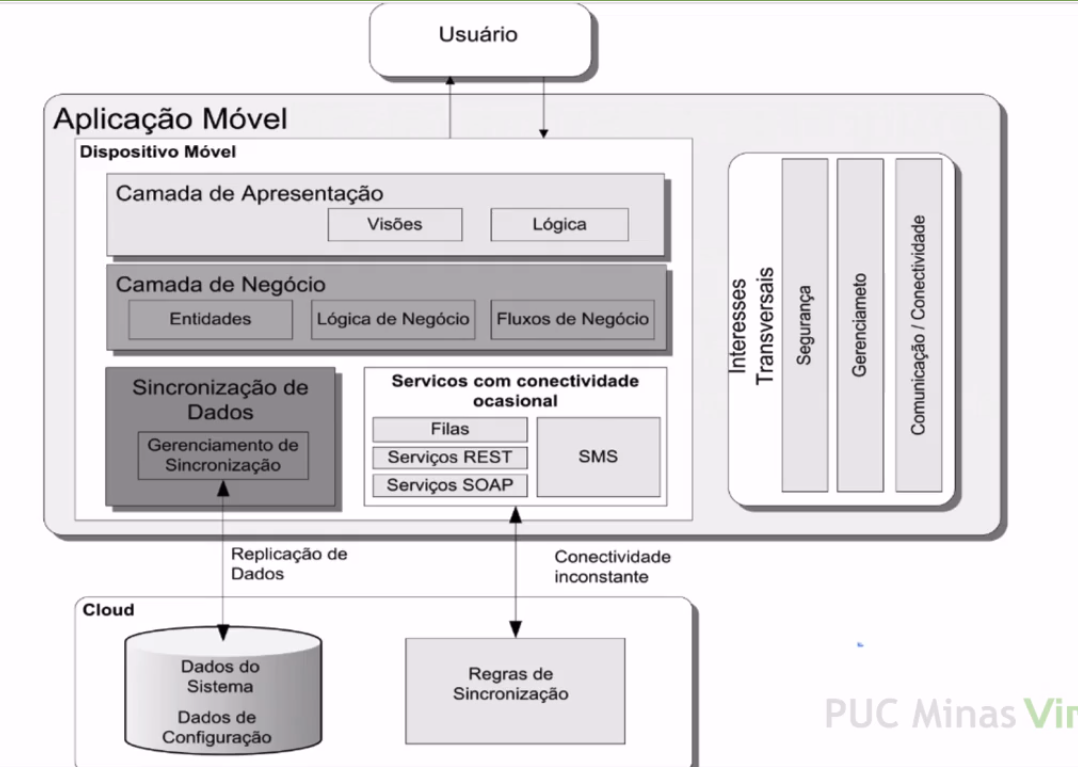 Usuário
Aplicação Móvel
Dispositivo Móvel
Camada de Apresentação
Visões
Lógica
Camada de Negócio
Entidades
Lógica de Negócio
Fluxos de Negócio
Sincronização de
Dados
Gerenciamento de
Sincronização
Servicos com conectividade
ocasional
Filas
Serviços REST
Serviços SOAP
SMS
Interesses
Transversais
Segurança
Gerenciameto
Comunicação / Conectividade
Replicação de
Dados
Conectividade
inconstante
Cloud
Dados do
Sistema
Dados de
Configuração
Regras de
Sincronização
PUC Minas